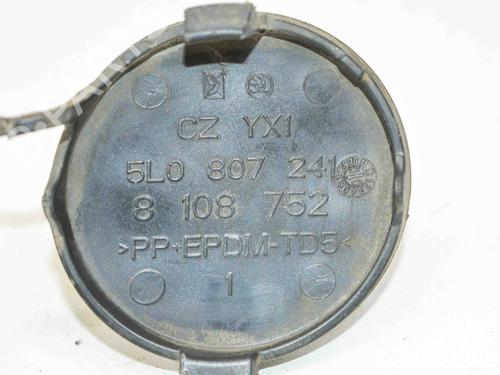 CZ YX1
5L0 807 241
8 108 752
>PP+EPDM-TD5<
1